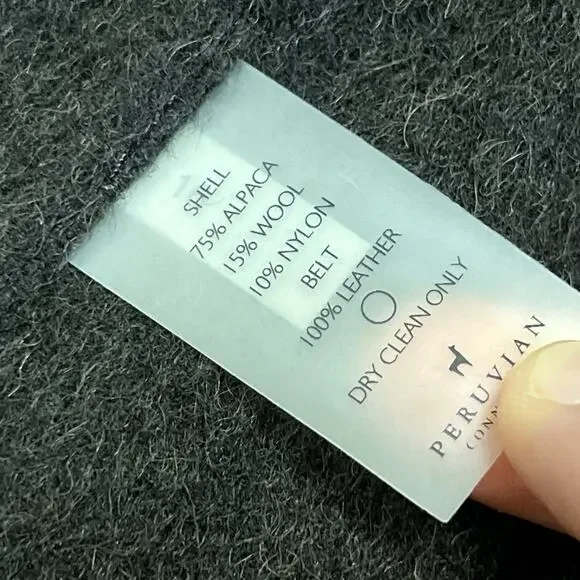 SHELL
75% ALPACA
15% WOOL
10% NYLON
BELT
100% LEATHER
DRY CLEAN ONLY
PERUVIAN